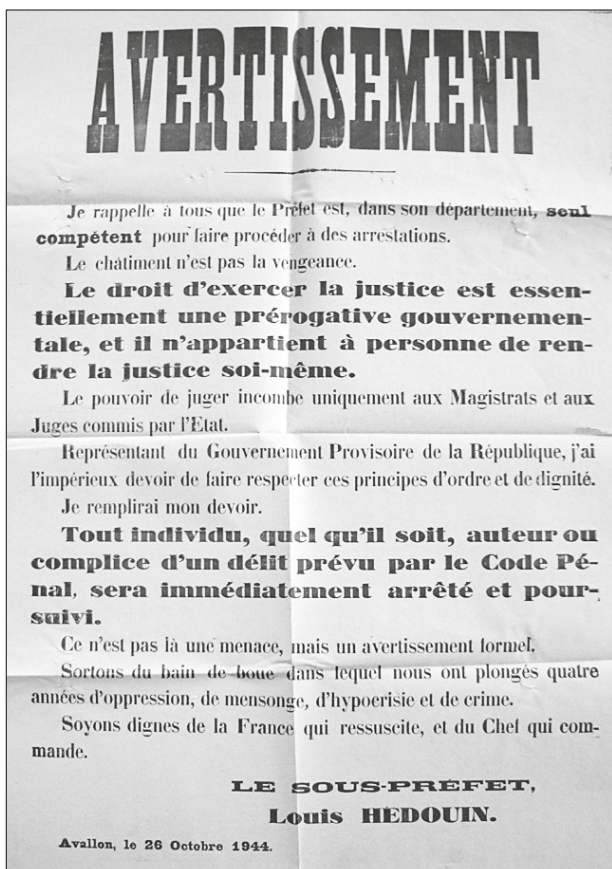 AVERTISSEMENT
Je rappelle à tous que le Préfet est, dans son département, seul
compétent pour faire procéder à des arrestations.
Le châtiment n'est pas la vengeance.
Le droit d'exercer la justice est essen-
tiellement une prérogative gouvernemen-
tale, et il n'appartient à personne de ren-
dre la justice soi-même.
Le pouvoir de juger incombe uniquement aux Magistrats et aux
Juges commis par l'Etat.
Représentant du Gouvernement Provisoire de la République, j'ai
l'impérieux devoir de faire respecter ces principes d'ordre et de dignité.
Je remplirai mon devoir.
Tout individu, quel qu'il soit, auteur ou
complice d'un délit prévu par le Code Pé-
nal, sera immédiatement arrêté et pour-
suivi.
Ce n'est pas là une menace, mais un avertissement formel.
Sortons du bain de boue dans lequel nous ont plongés quatre
années d'oppression, de mensonge, d'hypocrisie et de crime.
Soyons dignes de la France qui ressuscite, et du Chef qui com-
mande.
LE SOUS-PRÉFET,
Louis HÉDOUIN.
Avallon, le 26 Octobre 1944.